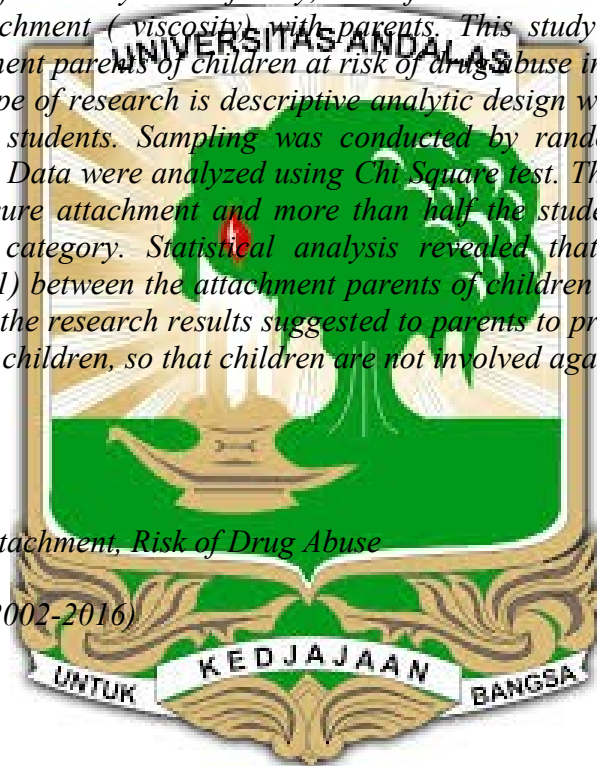 achment ( viscosity) with parents. This study
UNIVERSITAS ANDALAS
ment parents of children at risk of drug abuse in
pe of research is descriptive analytic design w
students. Sampling was conducted by rand
Data were analyzed using Chi Square test. Th
ure attachment and more than half the stude
category. Statistical analysis revealed that
1) between the attachment parents of children
the research results suggested to parents to pr
children, so that children are not involved aga
tachment, Risk of Drug Abuse
2002-2016)
UNTUK KEDJAJAAN BANGSA